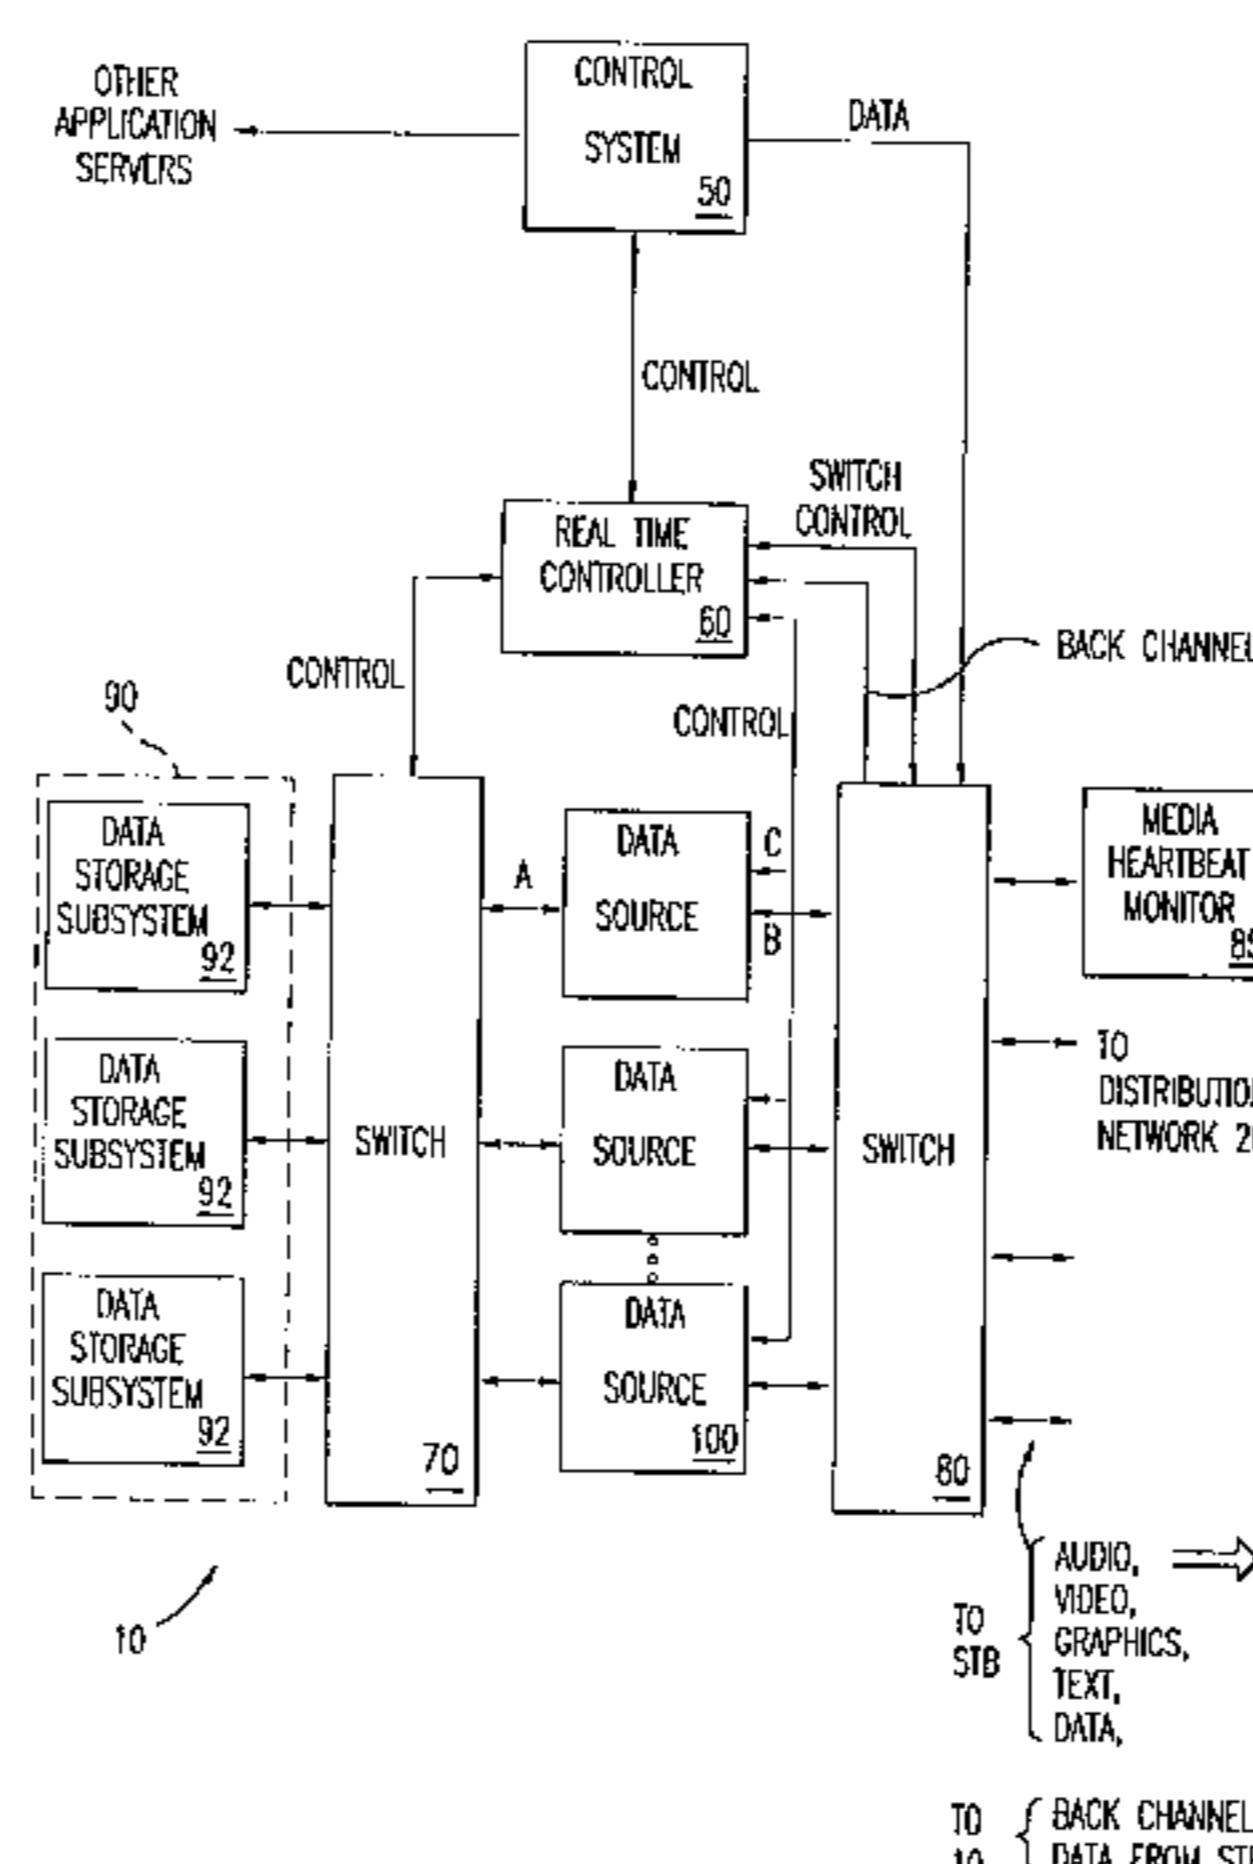 OTHER
APPLICATION
SERVERS
CONTROL
SYSTEM
50
DATA
CONTROL
SWITCH
CONTROL
REAL TIME
CONTROLLER
60
BACK CHANNEL
CONTROL
CONTROL
90
DATA
STORAGE
SUBSYSTEM
92
A
DATA
SOURCE
C
B
MEDIA
HEARTBEAT
MONITOR
TO
DISTRIBUTION
NETWORK
DATA
STORAGE
SUBSYSTEM
92
SWITCH
DATA
SOURCE
SWITCH
DATA
STORAGE
SUBSYSTEM
92
DATA
SOURCE
100
70
80
10
TO
STB
AUDIO,
VIDEO,
GRAPHICS,
TEXT,
DATA,
TO
10
BACK CHANNEL
DATA FROM